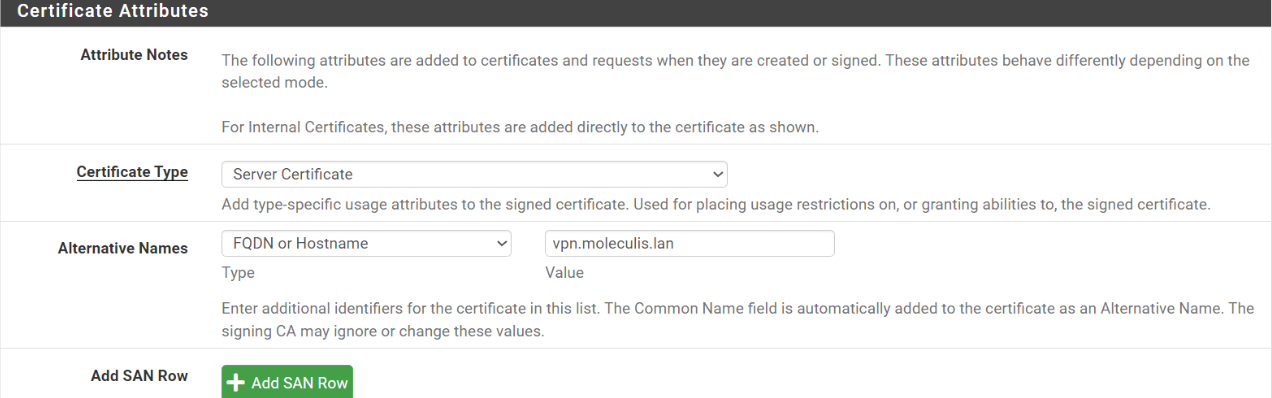 Certificate Attributes
Attribute Notes
The following attributes are added to certificates and requests when they are created or signed. These attributes behave differently depending on the
selected mode.
For Internal Certificates, these attributes are added directly to the certificate as shown.
Certificate Type
Server Certificate
Add type-specific usage attributes to the signed certificate. Used for placing usage restrictions on, or granting abilities to, the signed certificate.
Alternative Names
FQDN or Hostname
vpn.moleculis.lan
Type
Value
Enter additional identifiers for the certificate in this list. The Common Name field is automatically added to the certificate as an Alternative Name. The
signing CA may ignore or change these values.
Add SAN Row
Add SAN Row